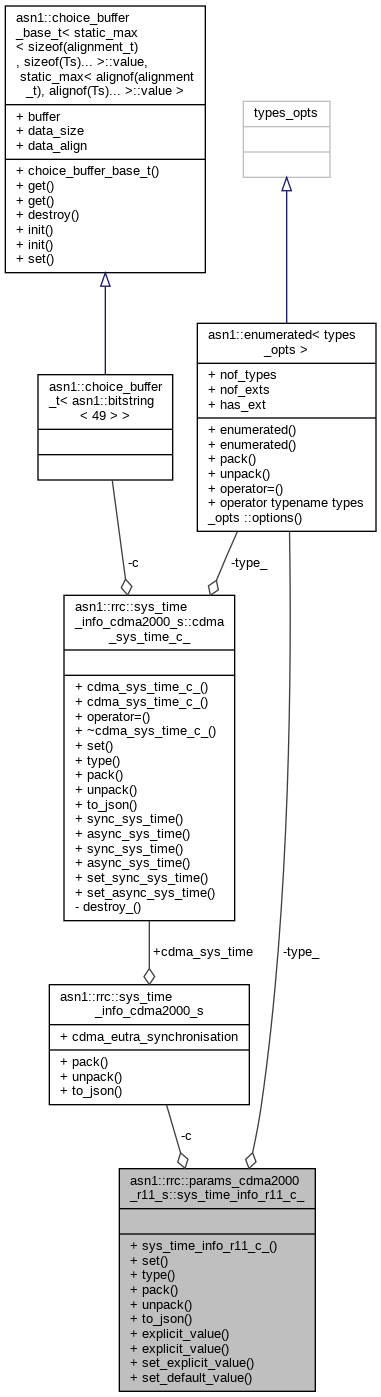 asn1::choice_buffer
_base_t< static_max
< sizeof(alignment_t)
, sizeof(Ts)... >::value,
static_max< alignof(alignment
_t), alignof(Ts)... >::value >
+ buffer
+ data_size
+ data_align
+ choice_buffer_base_t()
+ get()
+ get()
+ destroy()
+ init()
+ init()
+ set()
types_opts
asn1::enumerated< types
_opts >
+ nof_types
+ nof_exts
+ has_ext
+ enumerated()
+ enumerated()
+ pack()
+ unpack()
+ operator=()
+ operator typename types
_opts ::options()
asn1::choice_buffer
_t< asn1::bitstring
< 49 > >
-c
-type_
asn1::rrc::sys_time
_info_cdma2000_s::cdma
_sys_time_c_
+ cdma_sys_time_c_()
+ cdma_sys_time_c_()
+ operator=()
+ ~cdma_sys_time_c_()
+ set()
+ type()
+ pack()
+ unpack()
+ to_json()
+ sync_sys_time()
+ async_sys_time()
+ sync_sys_time()
+ async_sys_time()
+ set_sync_sys_time()
+ set_async_sys_time()
- destroy_()
+cdma_sys_time
-type_
asn1::rrc::sys_time
_info_cdma2000_s
+ cdma_eutra_synchronisation
+ pack()
+ unpack()
+ to_json()
-c
asn1::rrc::params_cdma2000
_r11_s::sys_time_info_r11_c_
+ sys_time_info_r11_c_()
+ set()
+ type()
+ pack()
+ unpack()
+ to_json()
+ explicit_value()
+ explicit_value()
+ set_explicit_value()
+ set_default_value()